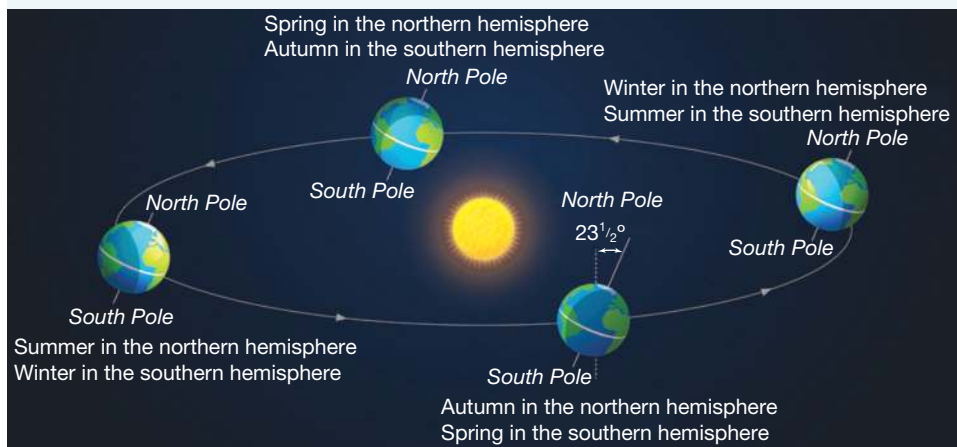 Spring in the northern hemisphere
Autumn in the southern hemisphere
North Pole
South Pole
Winter in the northern hemisphere
Summer in the southern hemisphere
North Pole
South Pole
North Pole
South Pole
Summer in the northern hemisphere
Winter in the southern hemisphere
North Pole
23 1/2°
South Pole
Autumn in the northern hemisphere
Spring in the southern hemisphere